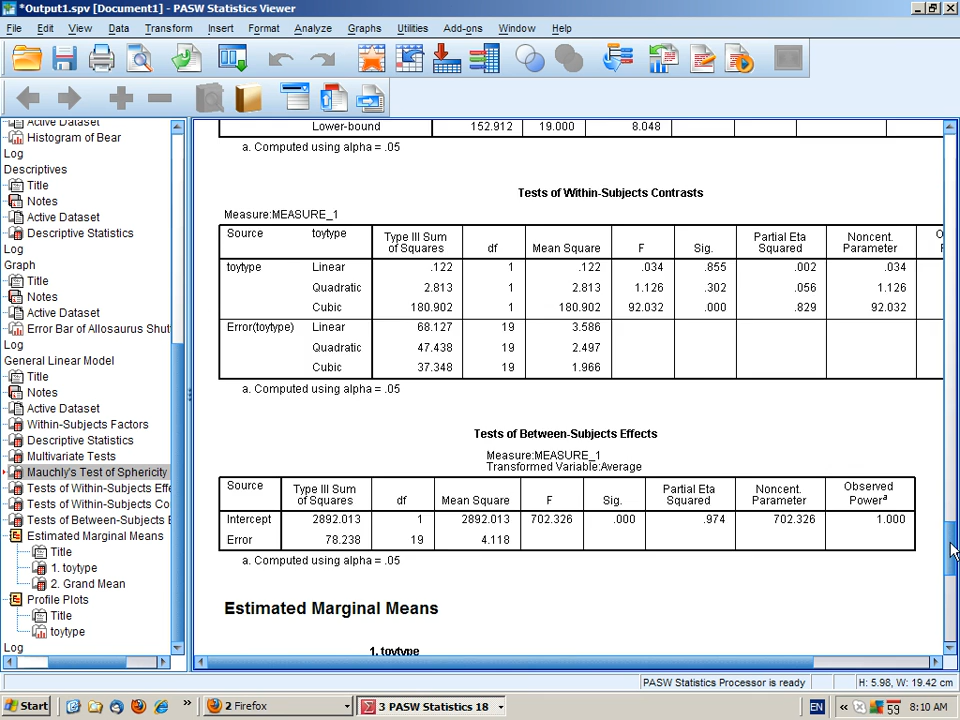 *Output1.spv [Document1] - PASW Statistics Viewer
File Edit View Data Transform Insert Format Graphs Analyze Utilities Add-ons Window Help
Active Dataset
Histogram of Bear
Log
Descriptives
Title
Notes
Active Dataset
Descriptive Statistics
Log
Graph
Title
Notes
Active Dataset
Error Bar of Allosaurus Shut
Log
General Linear Model
Title
Notes
Active Dataset
Within-Subjects Factors
Descriptive Statistics
Multivariate Tests
Mauchly's Test of Sphericity
Tests of Within-Subjects Effe
Tests of Within-Subjects Co
Tests of Between-Subjects E
Estimated Marginal Means
Title
1. toytype
2. Grand Mean
Profile Plots
Title
toytype
Log
Lower-bound 152.912 19.000 8.048
a. Computed using alpha = .05
Tests of Within-Subjects Contrasts
Measure:MEASURE_1
Source toytype Type III Sum of Squares df Mean Square F Sig. Partial Eta Squared Noncent. Parameter O
toytype Linear .122 1 .122 .034 .855 .002 .034
Quadratic 2.813 1 2.813 1.126 .302 .056 1.126
Cubic 180.902 1 180.902 92.032 .000 .829 92.032
Error(toytype) Linear 68.127 19 3.586
Quadratic 47.438 19 2.497
Cubic 37.348 19 1.966
a. Computed using alpha = .05
Tests of Between-Subjects Effects
Measure:MEASURE_1
Transformed Variable:Average
Source Type III Sum of Squares df Mean Square F Sig. Partial Eta Squared Noncent. Parameter Observed Powerª
Intercept 2892.013 1 2892.013 702.326 .000 .974 702.326 1.000
Error 78.238 19 4.118
a. Computed using alpha = .05
Estimated Marginal Means
1. toytype
PASW Statistics Processor is ready H: 5.98, W: 19.42 cm
Start » 2 Firefox 3 PASW Statistics 18 EN « 59 8:10 AM